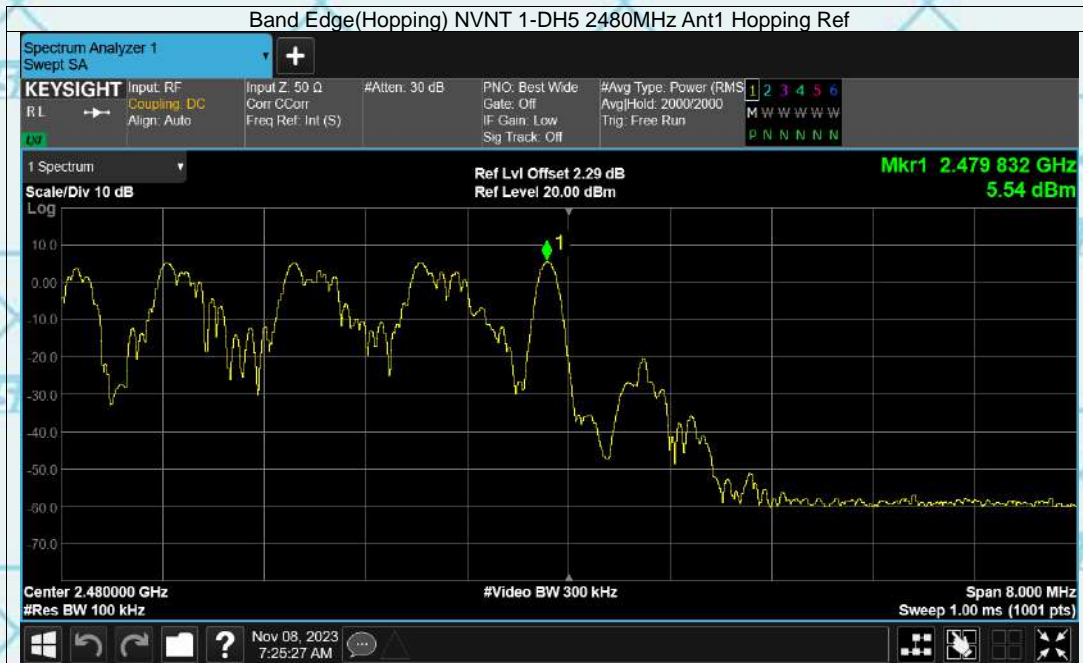 Band Edge(Hopping) NVNT 1-DH5 2480MHz Ant1 Hopping Ref
Spectrum Analyzer 1
Swept SA
+
KEYSIGHT
R L
LXI
Input: RF
Coupling: DC
Align: Auto
Input Z: 50 Ω
Corr CCorr
Freq Ref: Int (S)
#Atten: 30 dB
PNO: Best Wide
Gate: Off
IF Gain: Low
Sig Track: Off
#Avg Type: Power (RMS
Avg|Hold: 2000/2000
Trig: Free Run
1 2 3 4 5 6
M W W W W W
P N N N N N
1 Spectrum
Scale/Div 10 dB
Log
Ref Lvl Offset 2.29 dB
Ref Level 20.00 dBm
Mkr1 2.479 832 GHz
5.54 dBm
1
10.0
0.00
-10.0
-20.0
-30.0
-40.0
-50.0
-60.0
-70.0
Center 2.480000 GHz
#Res BW 100 kHz
#Video BW 300 kHz
Span 8.000 MHz
Sweep 1.00 ms (1001 pts)
?
Nov 08, 2023
7:25:27 AM